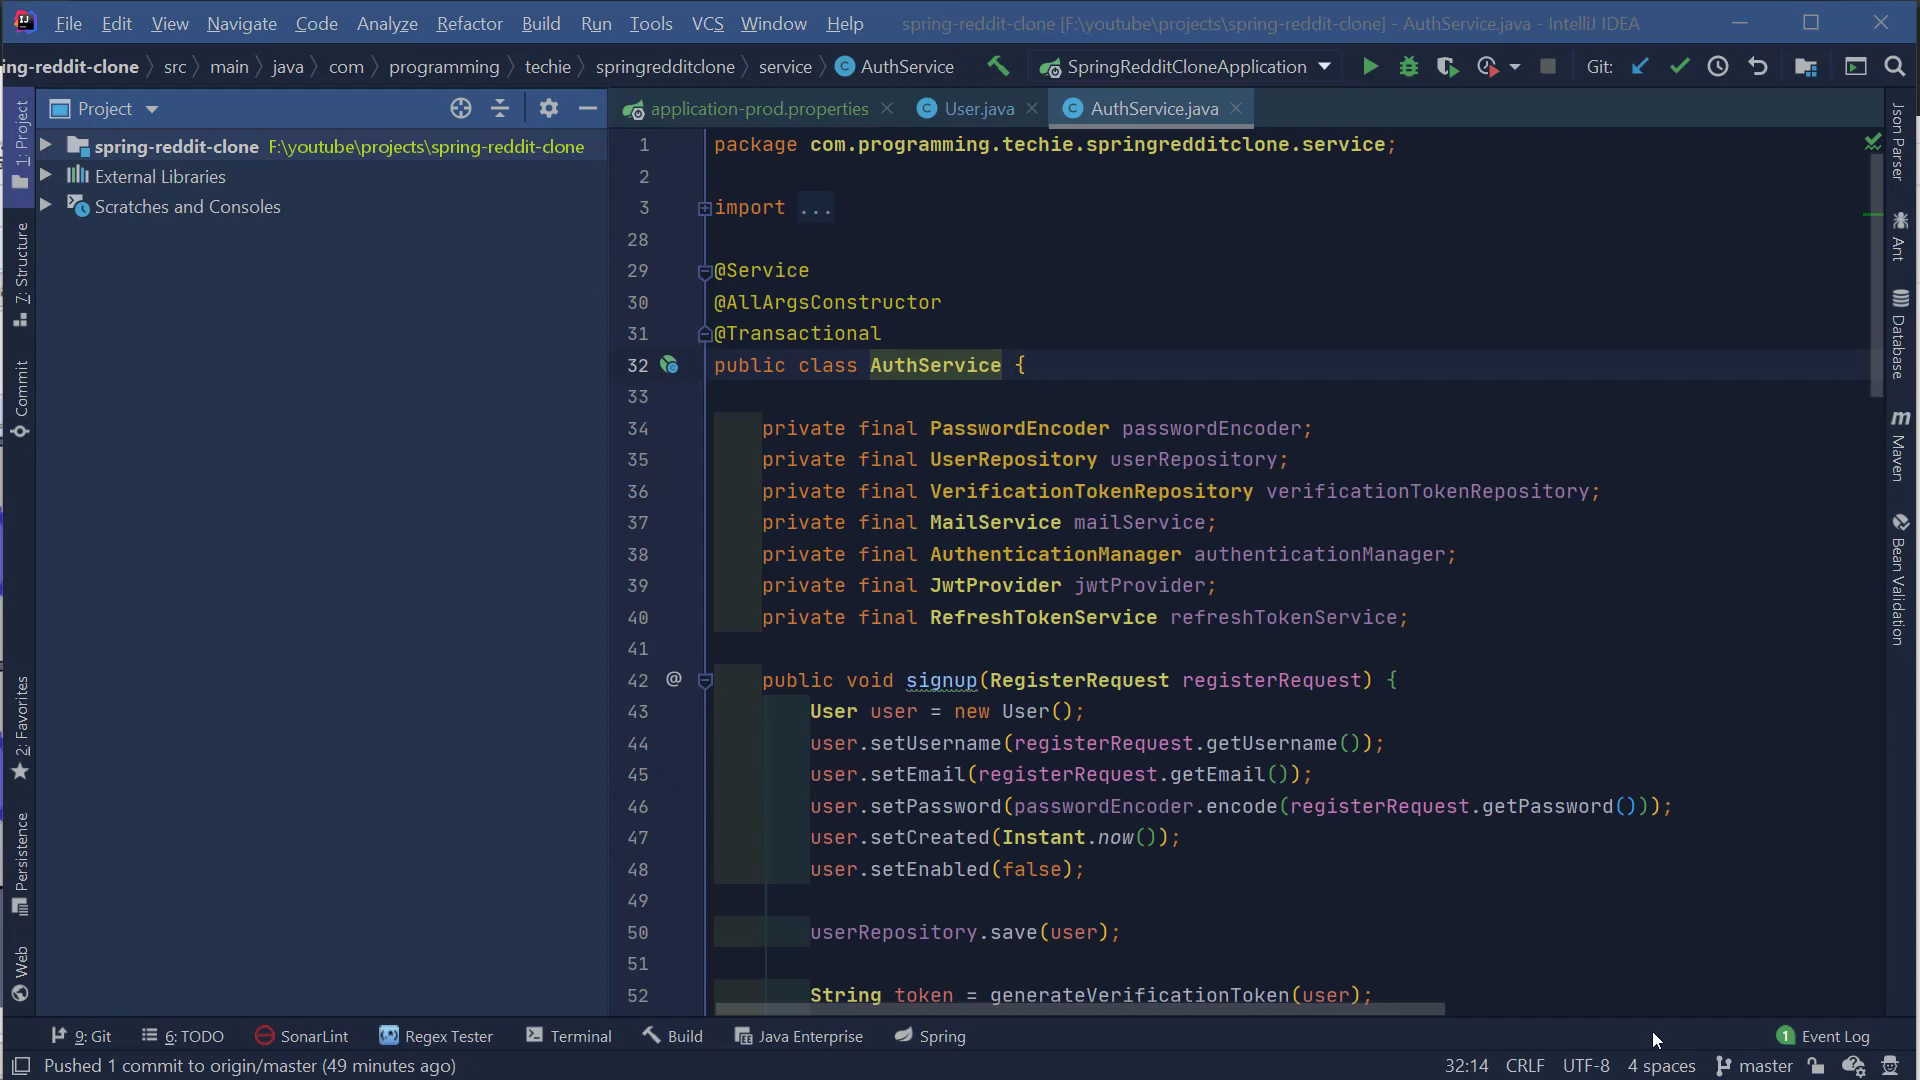 File Edit View Navigate Code Analyze Refactor Build Run Tools VCS Window Help spring-reddit-clone [F:\youtube\projects\spring-reddit-clone] - AuthService.java - IntelliJ IDEA
ing-reddit-clone src main java com programming techie springredditclone service AuthService SpringRedditCloneApplication Git:
Project
application-prod.properties User.java AuthService.java
spring-reddit-clone F:\youtube\projects\spring-reddit-clone
External Libraries
Scratches and Consoles
1: Project
7: Structure
Commit
2: Favorites
Persistence
Web
1 package com.programming.techie.springredditclone.service;
2
3 import ...
28
29 @Service
30 @AllArgsConstructor
31 @Transactional
32 public class AuthService {
33
34 private final PasswordEncoder passwordEncoder;
35 private final UserRepository userRepository;
36 private final VerificationTokenRepository verificationTokenRepository;
37 private final MailService mailService;
38 private final AuthenticationManager authenticationManager;
39 private final JwtProvider jwtProvider;
40 private final RefreshTokenService refreshTokenService;
41
42 @ public void signup(RegisterRequest registerRequest) {
43 User user = new User();
44 user.setUsername(registerRequest.getUsername());
45 user.setEmail(registerRequest.getEmail());
46 user.setPassword(passwordEncoder.encode(registerRequest.getPassword()));
47 user.setCreated(Instant.now());
48 user.setEnabled(false);
49
50 userRepository.save(user);
51
52 String token = generateVerificationToken(user);
Json Parser
Ant
Database
m Maven
Bean Validation
9: Git 6: TODO SonarLint Regex Tester Terminal Build Java Enterprise Spring 1 Event Log
Pushed 1 commit to origin/master (49 minutes ago) 32:14 CRLF UTF-8 4 spaces master